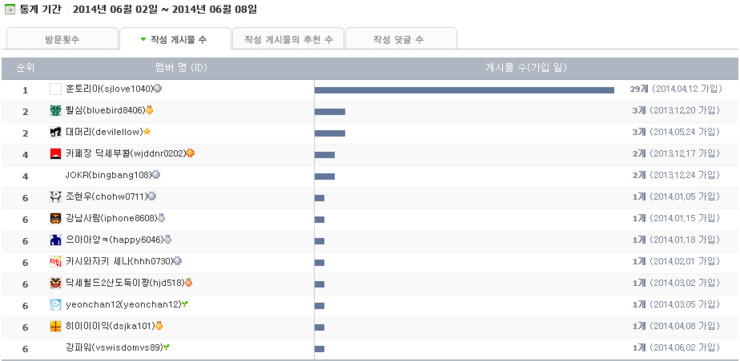 통계 기간 2014년 06월 02일 ~ 2014년 06월 08일
방문횟수 작성 게시물 수 작성 게시물의 추천 수 작성 댓글 수
순위 멤버 명 (ID) 게시물 수(가입 일)
1 훈토리아(sjlove1040) 29개 (2014,04,12 가입)
2 팔심(bluebird8406) 3개 (2013,12,20 가입)
2 대머리(devilellow) 3개 (2014,05,24 가입)
4 카페장 닥세부활(wjddnr0202) 2개 (2013,12,17 가입)
4 JOKR(bingbang108) 2개 (2013,12,24 가입)
6 조현우(chohw0711) 1개 (2014,01,05 가입)
6 강남사람(iphone8608) 1개 (2014,01,15 가입)
6 으아미앙ㅋ(happy6046) 1개 (2014,01,18 가입)
6 카시와자키 세나(hhh0730) 1개 (2014,02,01 가입)
6 닥세월드2산도둑이짱(hjd518) 1개 (2014,03,02 가입)
6 yeonchan12(yeonchan12) 1개 (2014,03,05 가입)
6 히이이이익(dsjka101) 1개 (2014,04,08 가입)
6 강파워(vswisdomvs89) 1개 (2014,06,02 가입)